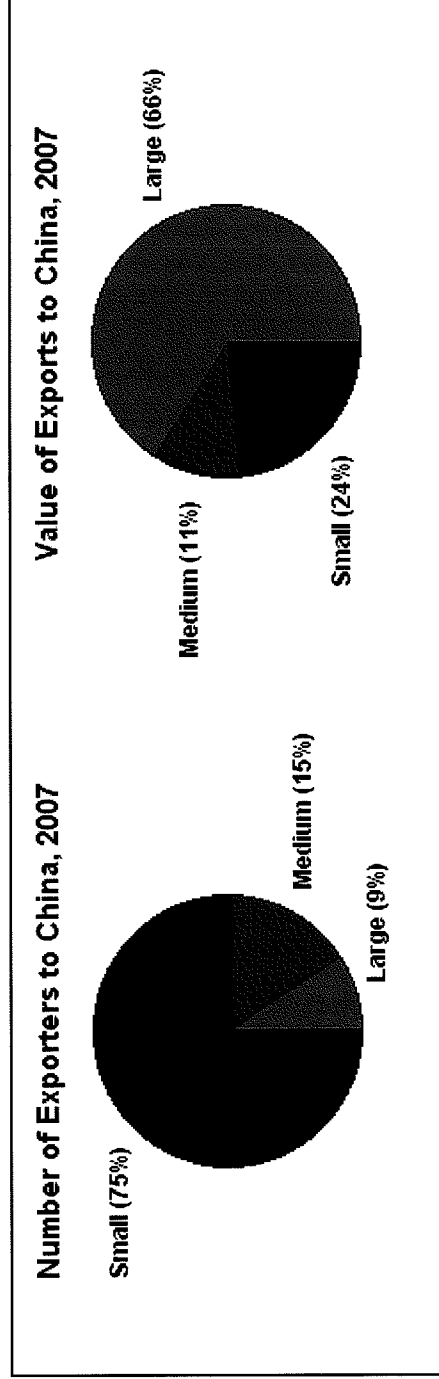 Number of Exporters to China, 2007
Small (75%)
Medium (15%)
Large (9%)
Value of Exports to China, 2007
Large (66%)
Medium (11%)
Small (24%)